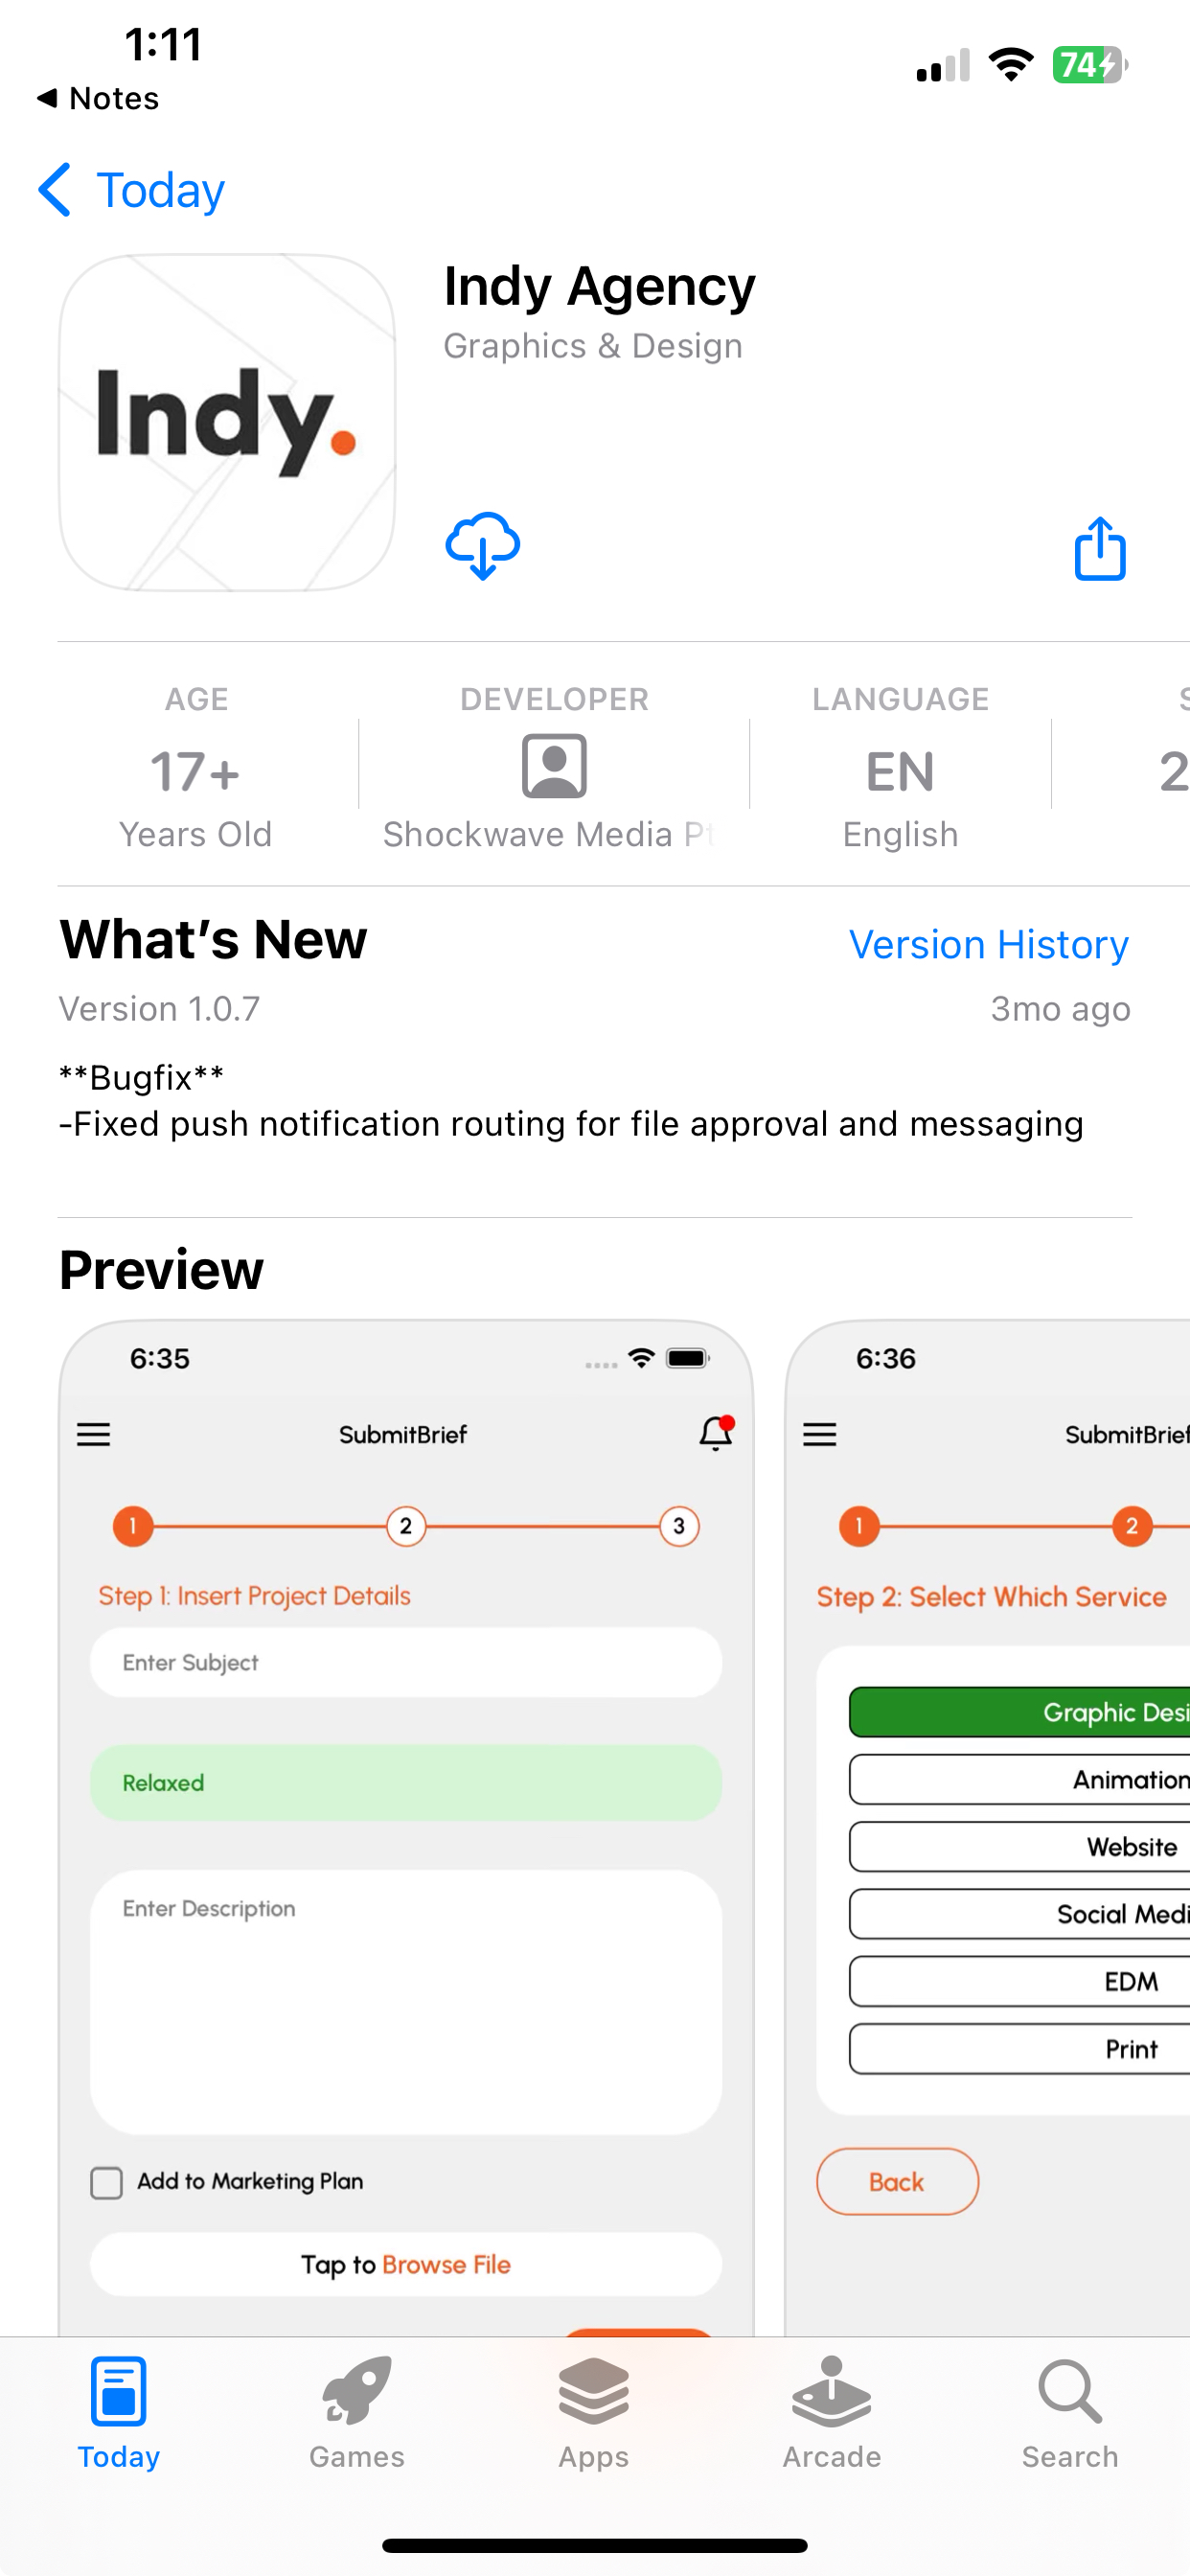 1:11
74
Notes
Today
Indy.
Indy Agency
Graphics & Design
AGE
DEVELOPER
LANGUAGE
17+
EN
2
Years Old
Shockwave Media
English
What's New
Version History
Version 1.0.7
3mo ago
**Bugfix**
-Fixed push notification routing for file approval and messaging
Preview
6:35
SubmitBrief
1
2
3
Step 1: Insert Project Details
Enter Subject
Relaxed
Enter Description
Add to Marketing Plan
Tap to Browse File
6:36
SubmitBrief
1
2
Step 2: Select Which Service
Graphic Desi
Animation
Website
Social Medi
EDM
Print
Back
Today
Games
Apps
Arcade
Search